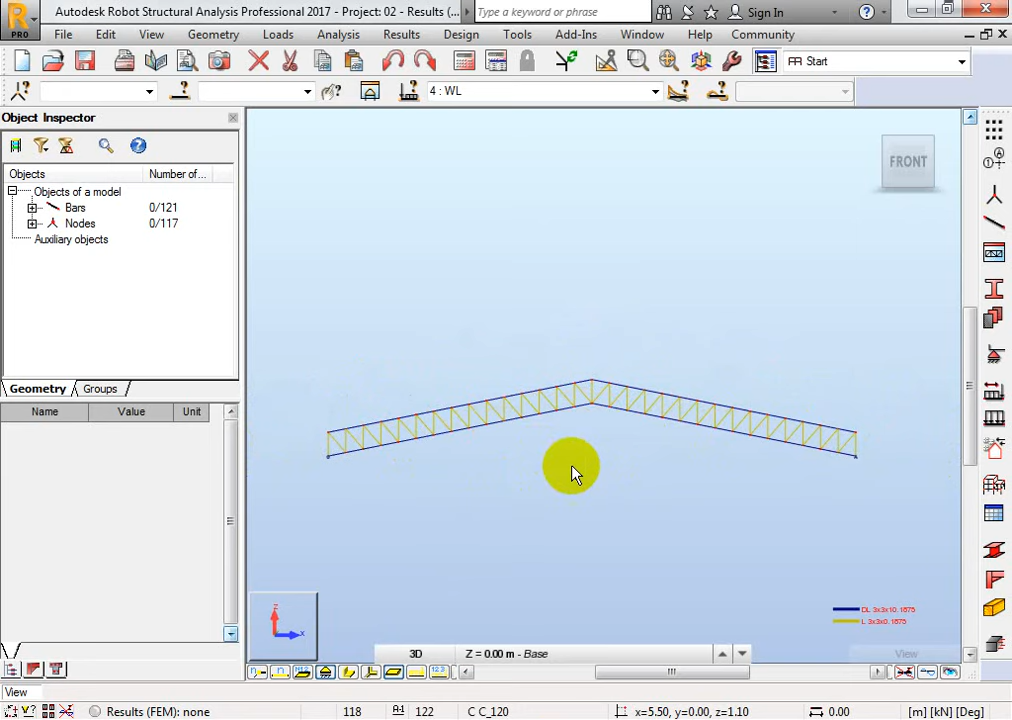 Autodesk Robot Structural Analysis Professional 2017 - Project: 02 - Results (...
Type a keyword or phrase
Sign In
PRO
File Edit View Geometry Loads Analysis Results Design Tools Add-Ins Window Help Community
Start
4 : WL
Object Inspector
Objects Number of...
Objects of a model
Bars 0/121
Nodes 0/117
Auxiliary objects
Geometry Groups
Name Value Unit
FRONT
DL 3x3x10.1875
L 3x3x0.1875
z
x
3D Z = 0.00 m - Base
View
View
Results (FEM): none 118 122 C C_120 x=5.50, y=0.00, z=1.10 0.00 [m] [kN] [Deg]